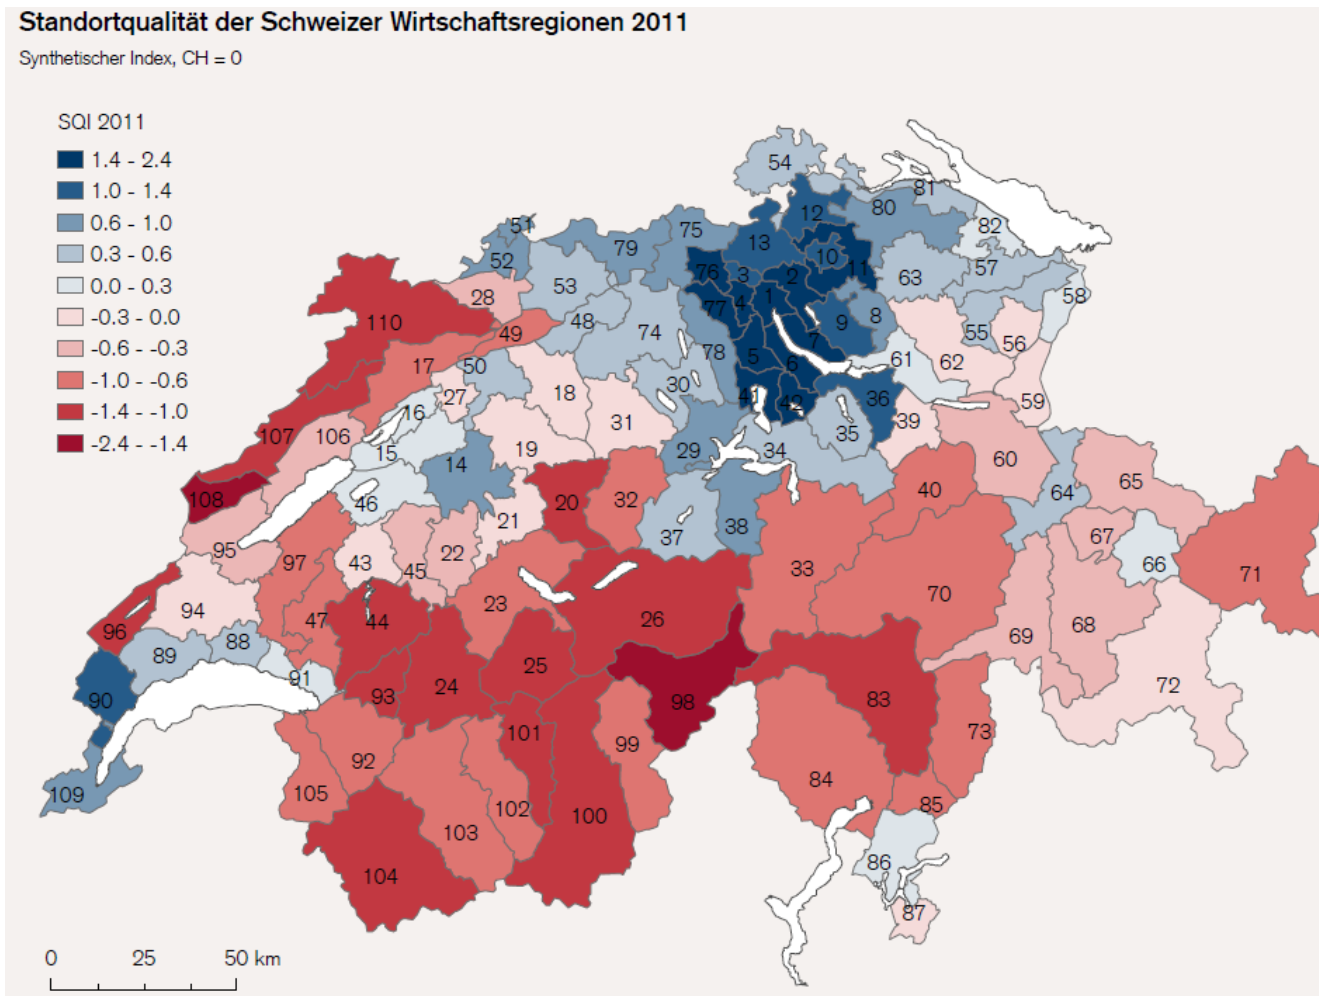 Standortqualität der Schweizer Wirtschaftsregionen 2011
Synthetischer Index, CH = 0
SQI 2011
1.4 - 2.4
1.0 - 1.4
0.6 - 1.0
0.3 - 0.6
0.0 - 0.3
-0.3 - 0.0
-0.6 - -0.3
-1.0 - -0.6
-1.4 - -1.0
-2.4 - -1.4
54
81
51 75 12 80 82
52 79 13 10 11 57
76 3 2 63
28 53 77 4 1 58
110 49 48 74 9 8 55 56
17 50 78 5 6 7 61 62
16 27 18 30 41 42 36 59
107 106 15 19 31 35 39
14 29 34 60
108 46 20 32 40 64 65
21 37 38 67
95 97 43 45 22 33 66 71
94 47 23 70
96 44 26 69 68
89 88 25
90 91 93 24 98 83 72
101 99 73
92
109 105 102 100 84 85
103
104 86
87
0 25 50 km